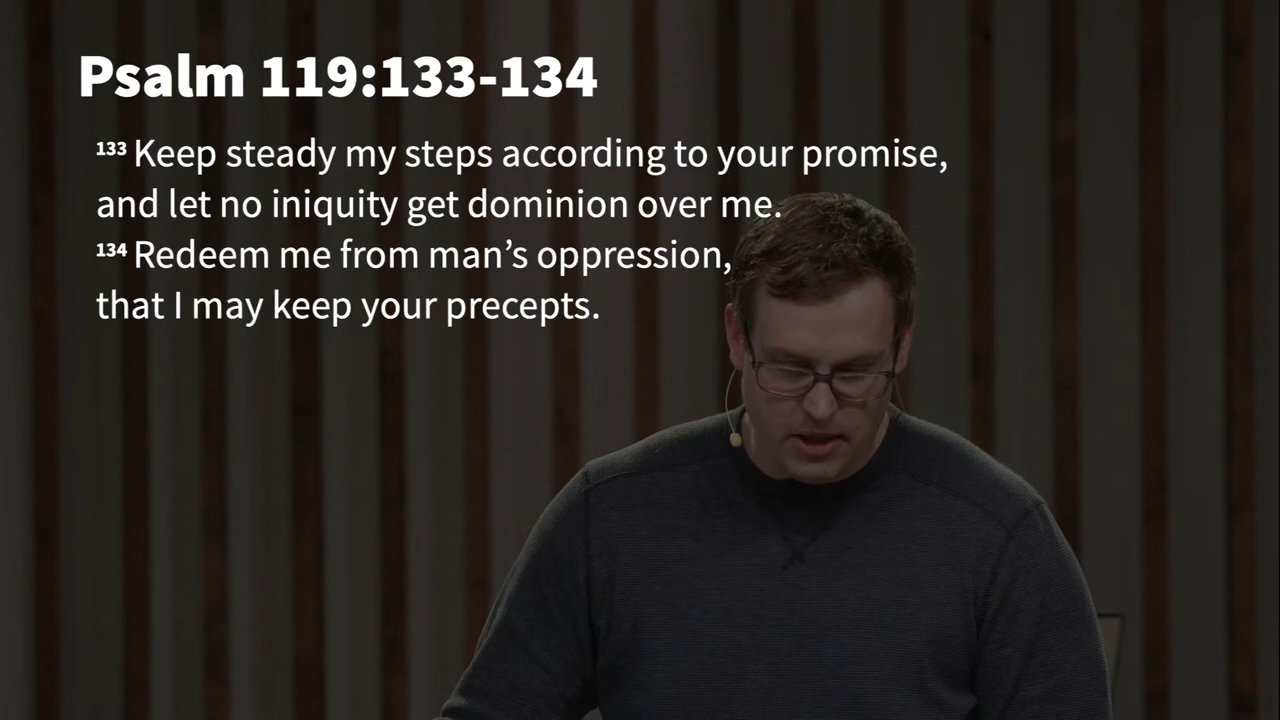 Psalm 119:133-134
133 Keep steady my steps according to your promise,
and let no iniquity get dominion over me.
134 Redeem me from man’s oppression,
that I may keep your precepts.